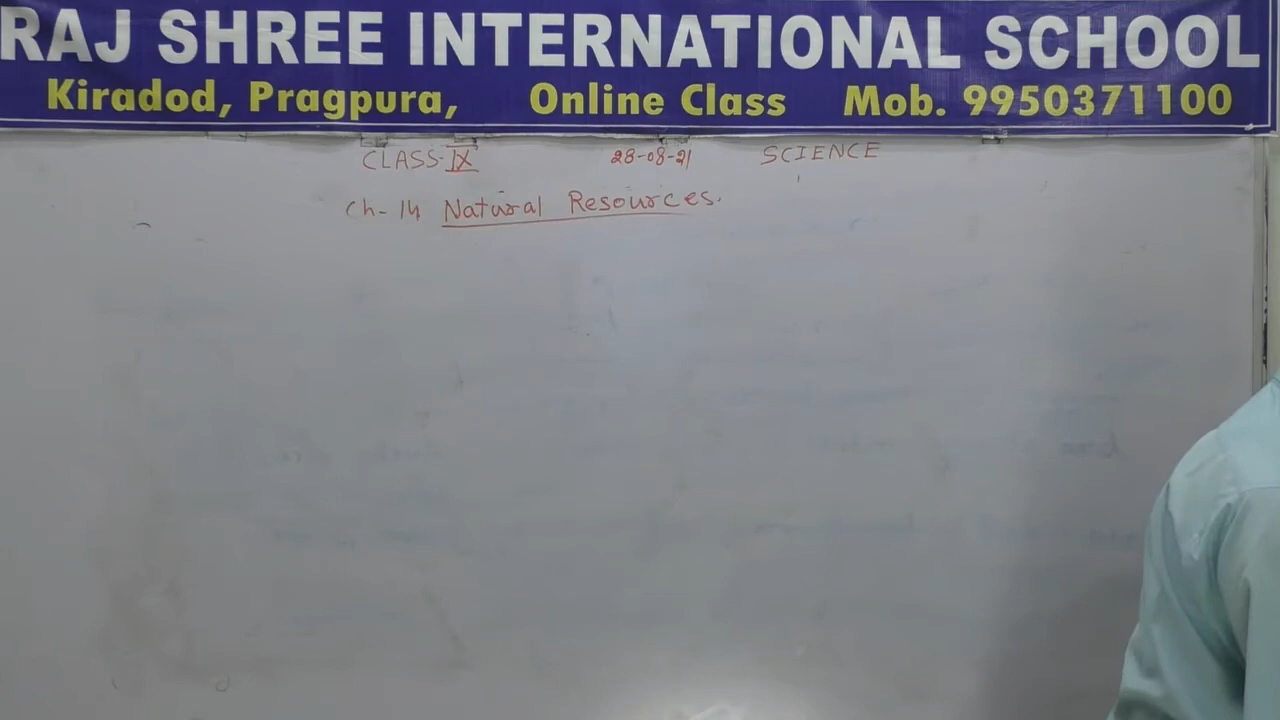 RAJ SHREE INTERNATIONAL SCHOOL
Kiradod, Pragpura, Online Class Mob. 9950371100
CLASS-IX 28-08-21 SCIENCE
Ch-14 Natural Resources.